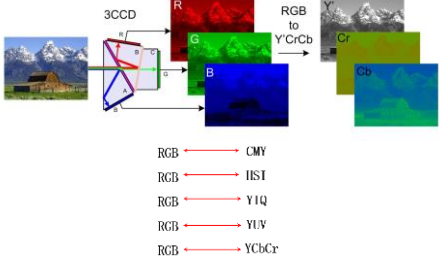 3CCD
R
G
B
R
B
C
G
A
B
RGB
to
Y'CrCb
Y'
Cr
Cb
RGB CMY
RGB HSI
RGB YIQ
RGB YUV
RGB YCbCr